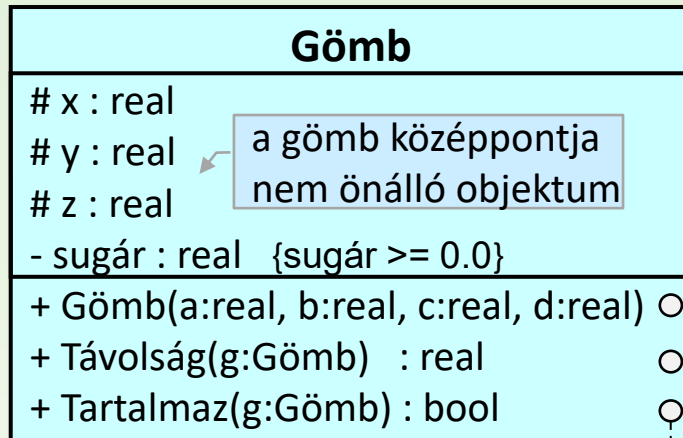 Gömb
# x : real
# y : real
a gömb középpontja
nem önálló objektum
# z : real
- sugár : real {sugár >= 0.0}
+ Gömb(a:real, b:real, c:real, d:real)
+ Távolság(g:Gömb) : real
+ Tartalmaz(g:Gömb) : bool